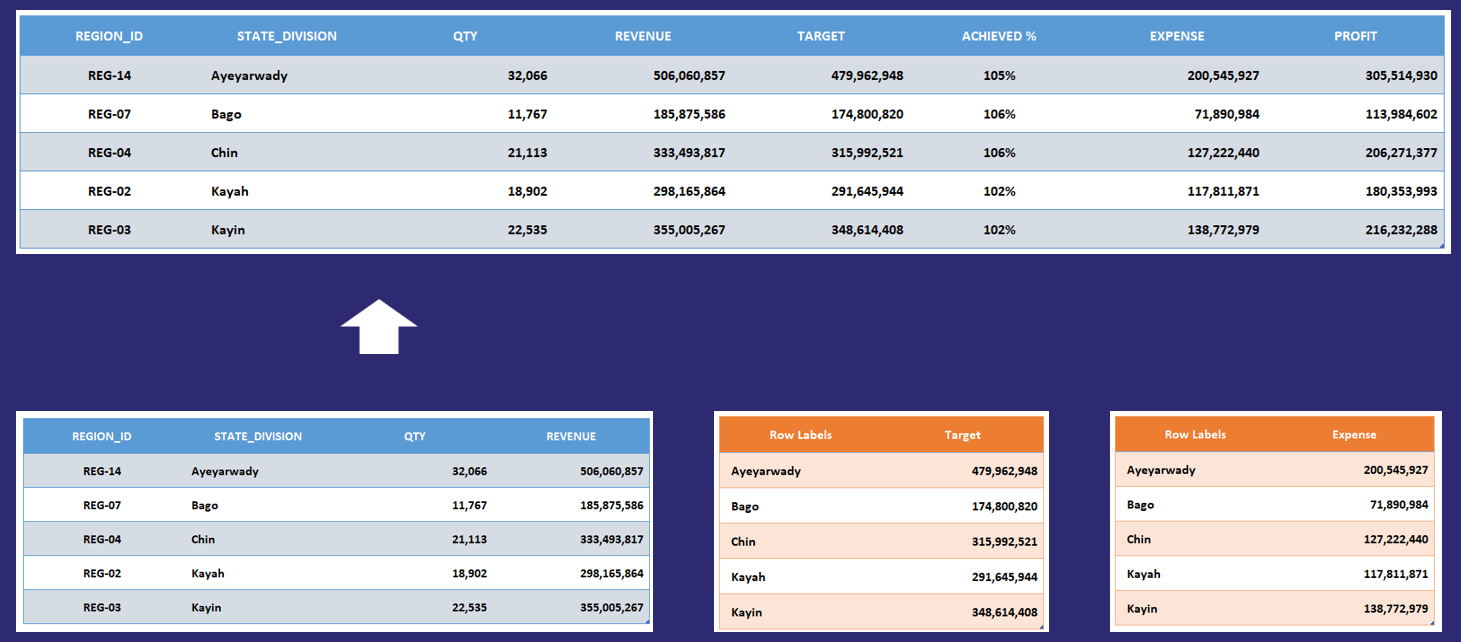 REGION_ID STATE_DIVISION QTY REVENUE TARGET ACHIEVED % EXPENSE PROFIT
REG-14 Ayeyarwady 32,066 506,060,857 479,962,948 105% 200,545,927 305,514,930
REG-07 Bago 11,767 185,875,586 174,800,820 106% 71,890,984 113,984,602
REG-04 Chin 21,113 333,493,817 315,992,521 106% 127,222,440 206,271,377
REG-02 Kayah 18,902 298,165,864 291,645,944 102% 117,811,871 180,353,993
REG-03 Kayin 22,535 355,005,267 348,614,408 102% 138,772,979 216,232,288
REGION_ID STATE_DIVISION QTY REVENUE
REG-14 Ayeyarwady 32,066 506,060,857
REG-07 Bago 11,767 185,875,586
REG-04 Chin 21,113 333,493,817
REG-02 Kayah 18,902 298,165,864
REG-03 Kayin 22,535 355,005,267
Row Labels Target
Ayeyarwady 479,962,948
Bago 174,800,820
Chin 315,992,521
Kayah 291,645,944
Kayin 348,614,408
Row Labels Expense
Ayeyarwady 200,545,927
Bago 71,890,984
Chin 127,222,440
Kayah 117,811,871
Kayin 138,772,979